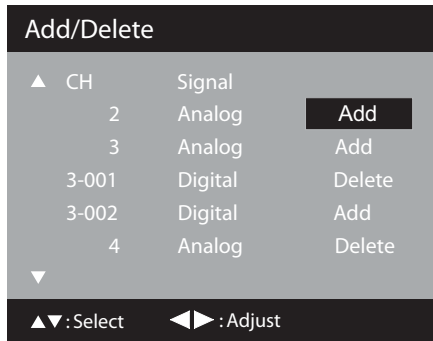 Add/Delete
▲ CH Signal
2 Analog Add
3 Analog Add
3-001 Digital Delete
3-002 Digital Add
4 Analog Delete
▼
▲▼: Select ◀▶: Adjust